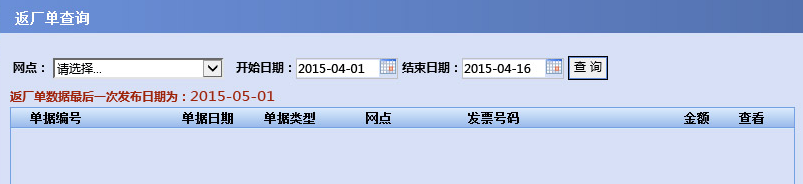 返厂单查询
网点： 请选择... 开始日期：2015-04-01 结束日期：2015-04-16 查 询
返厂单数据最后一次发布日期为：2015-05-01
单据编号 单据日期 单据类型 网点 发票号码 金额 查看